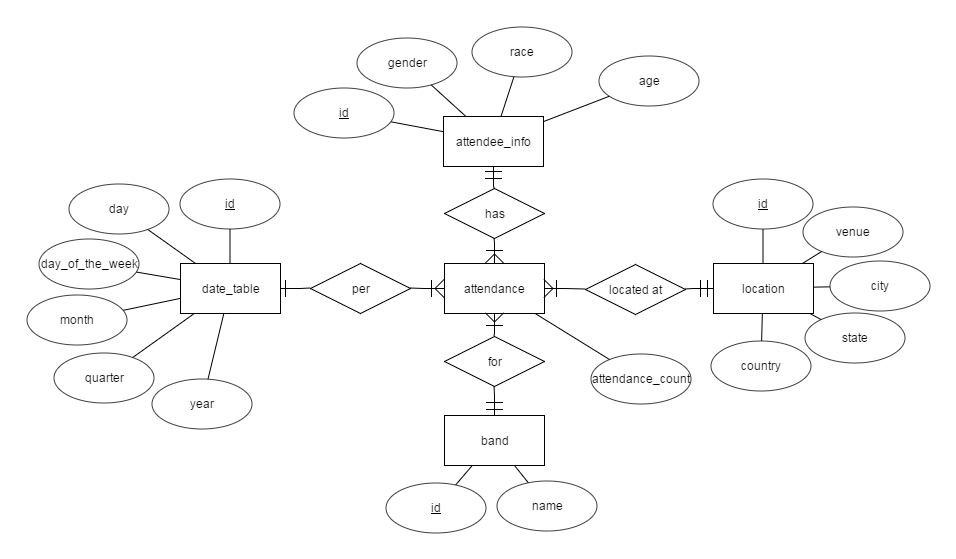 race
gender
age
id
attendee_info
id
id
day
has
venue
day_of_the_week
date_table
per
attendance
located at
location
city
month
state
for
country
quarter
attendance_count
year
band
id
name